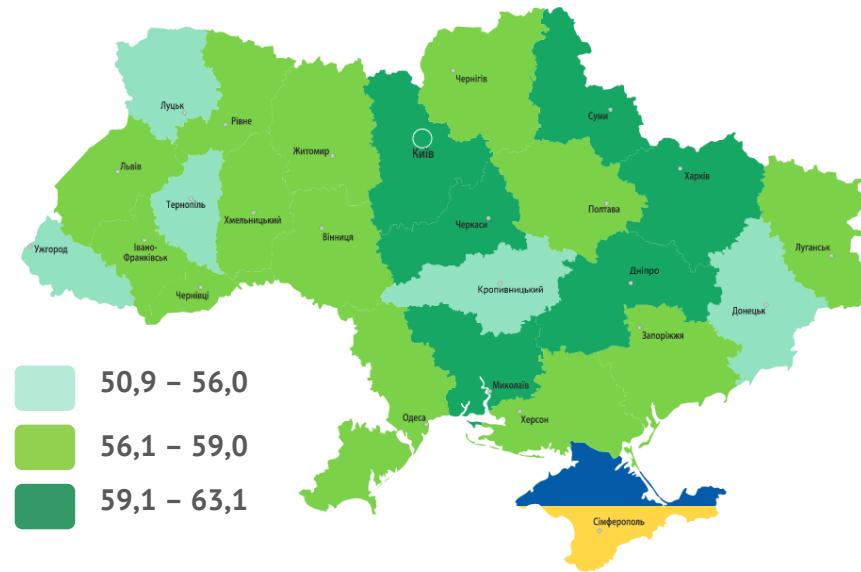 Чернігів
Луцьк
Суми
Рівне
Київ
Житомир
Львів
Харків
Тернопіль
Полтава
Хмельницький
Черкаси
Вінниця
Ужгород
Івано-
Франківськ
Луганськ
Дніпро
Чернівці
Кропивницький
Донецьк
Запоріжжя
50,9 – 56,0
Миколаїв
Одеса
Херсон
56,1 – 59,0
59,1 – 63,1
Сімферополь